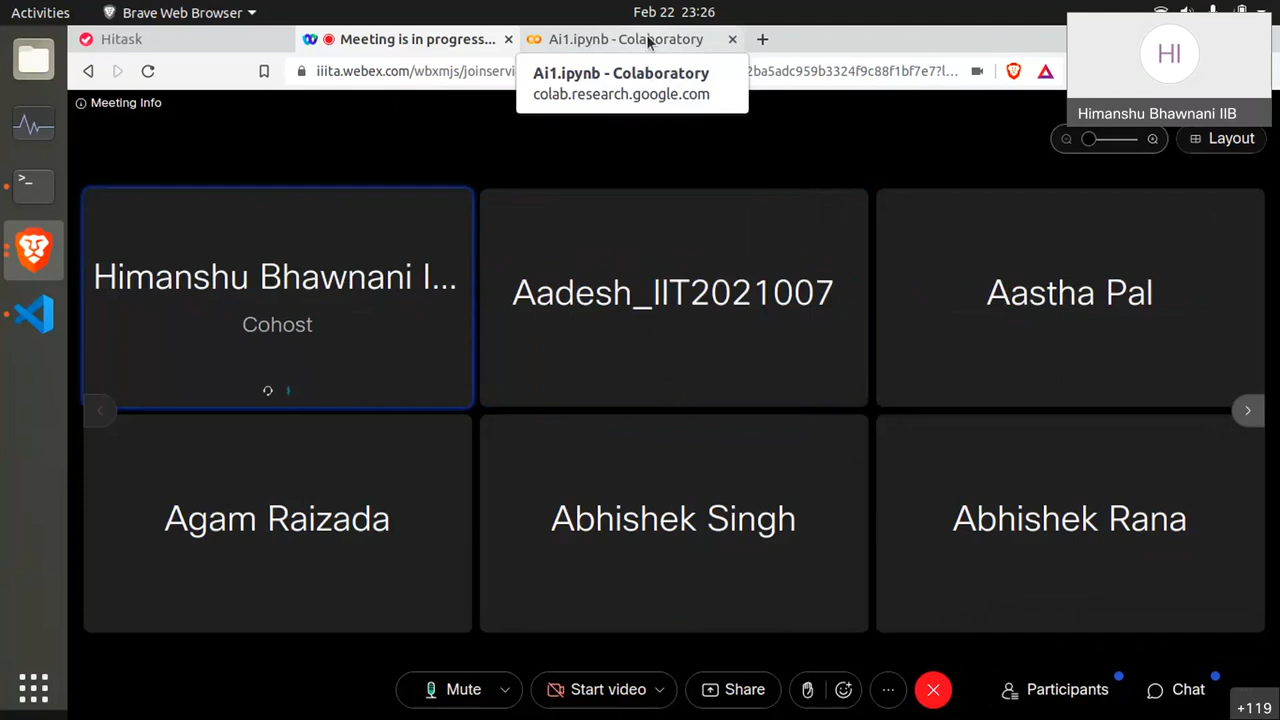 Activities
Brave Web Browser
Feb 22 23:26
Hitask
Meeting is in progress...
Ai1.ipynb - Colaboratory
HI
Himanshu Bhawnani IIB
iiita.webex.com/wbxmjs/joinservi
2ba5adc959b3324f9c88f1bf7e7?l...
Ai1.ipynb - Colaboratory
colab.research.google.com
Meeting Info
Layout
Himanshu Bhawnani I...
Cohost
Aadesh_IIT2021007
Aastha Pal
Agam Raizada
Abhishek Singh
Abhishek Rana
Mute
Start video
Share
Participants
Chat
+119